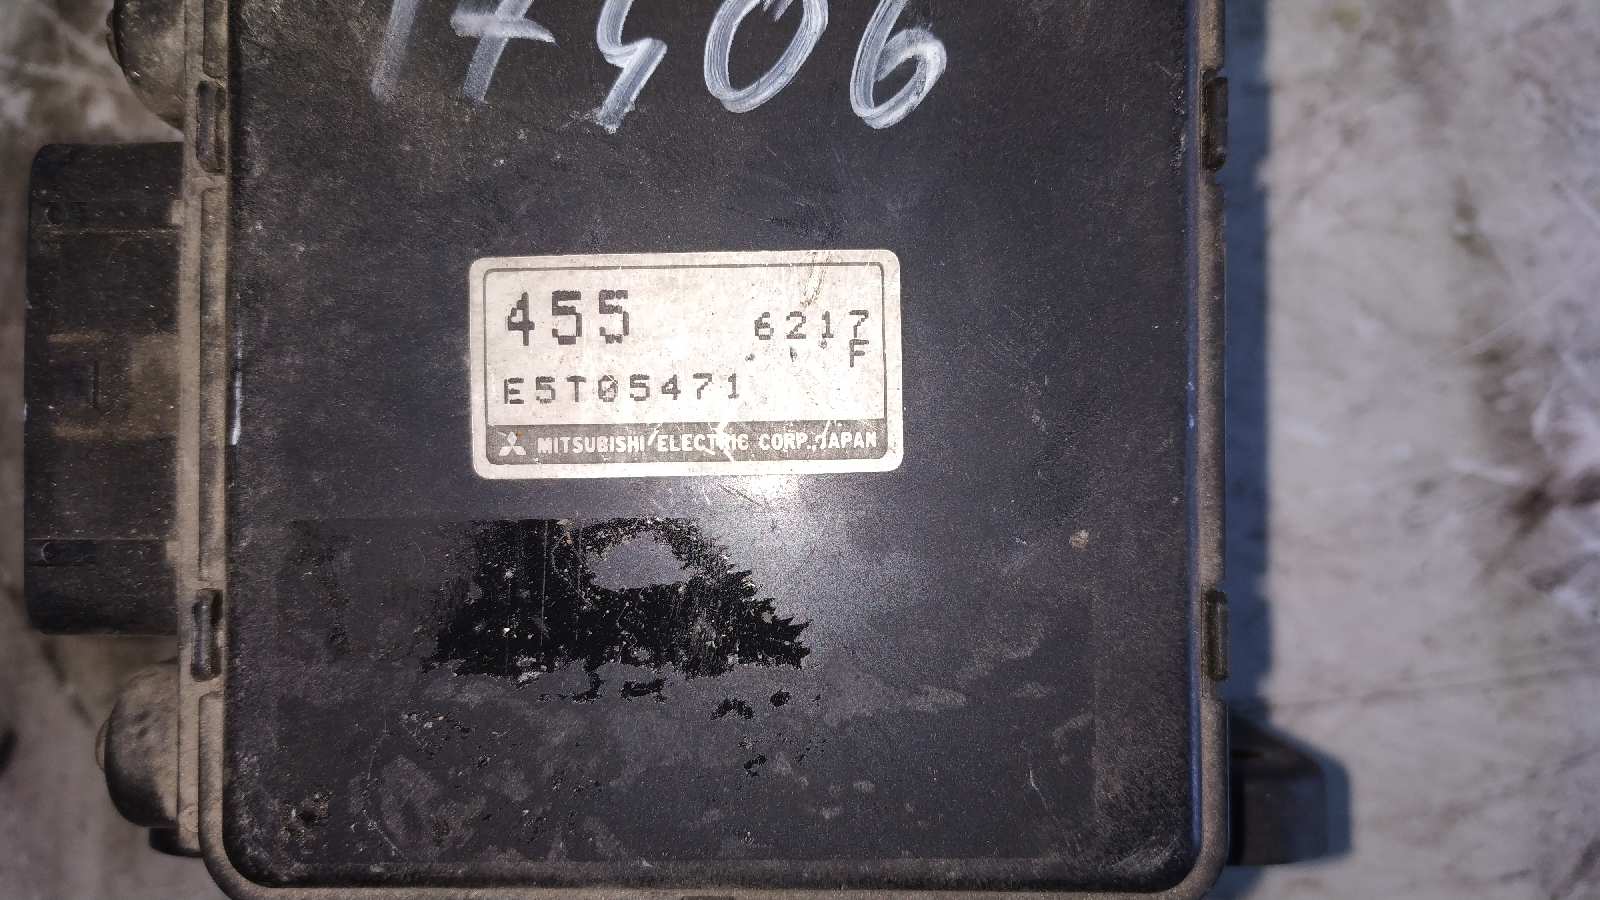 17506
455 6217
F
E5T05471
MITSUBISHI ELECTRIC CORP. JAPAN